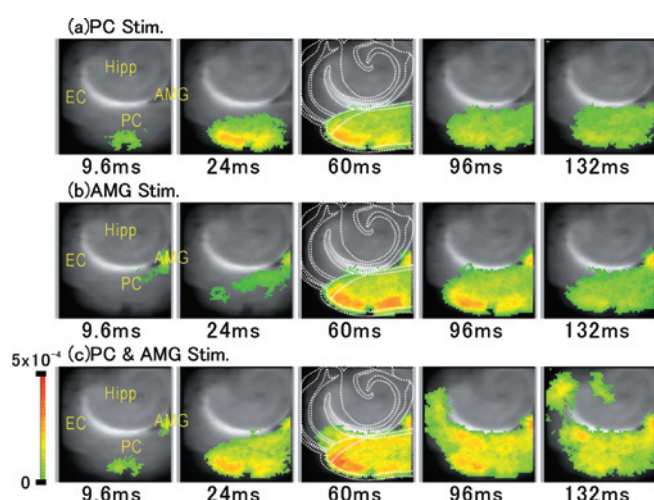 (a)PC Stim.
Hipp
EC AMG
PC
9.6ms 24ms 60ms 96ms 132ms
(b)AMG Stim.
Hipp
EC AMG
PC
9.6ms 24ms 60ms 96ms 132ms
(c)PC & AMG Stim.
5x10⁻⁴
Hipp
EC AMG
PC
0
9.6ms 24ms 60ms 96ms 132ms